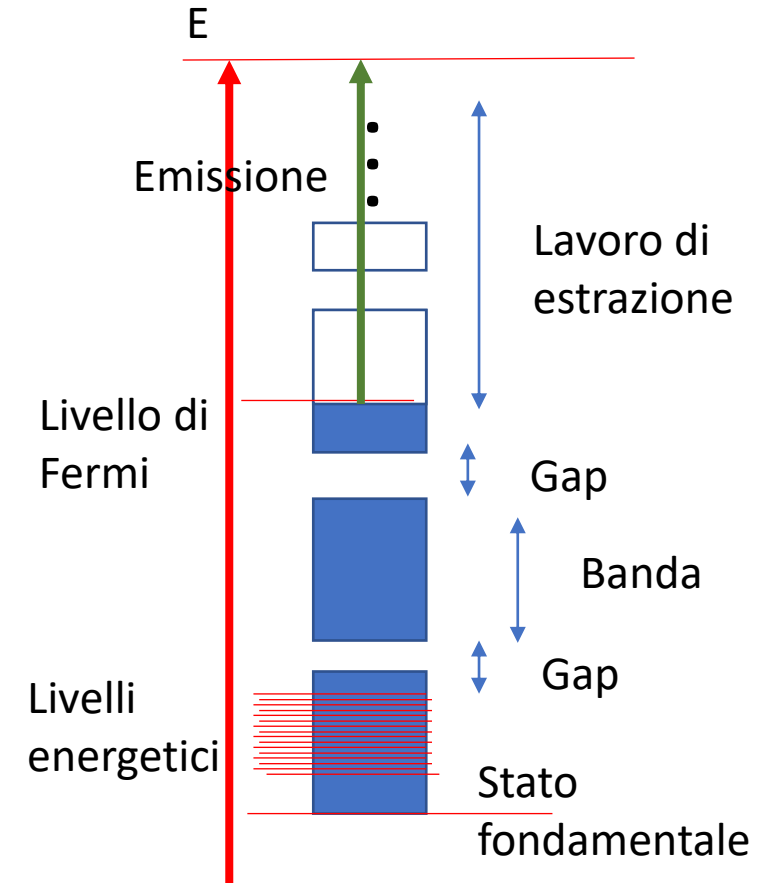 E
Emissione
Lavoro di
estrazione
Livello di
Fermi
Gap
Banda
Gap
Livelli
energetici
Stato
fondamentale